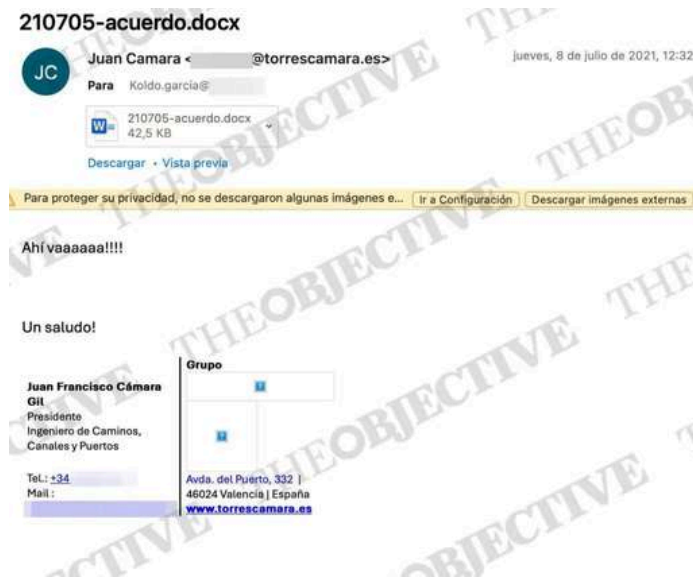 210705-acuerdo.docx
JC
Juan Camara < @torrescamara.es>
jueves, 8 de julio de 2021, 12:32
Para Koldo.garcia@
W 210705-acuerdo.docx
42,5 KB
Descargar • Vista previa
Para proteger su privacidad, no se descargaron algunas imágenes e... Ir a Configuración Descargar imágenes externas
Ahí vaaaaaa!!!!
Un saludo!
Juan Francisco Cámara
Gil
Presidente
Ingeniero de Caminos,
Canales y Puertos
Tel.: +34
Mail :
Grupo
Avda. del Puerto, 332 |
46024 Valencia | España
www.torrescamara.es
THE OBJECTIVE